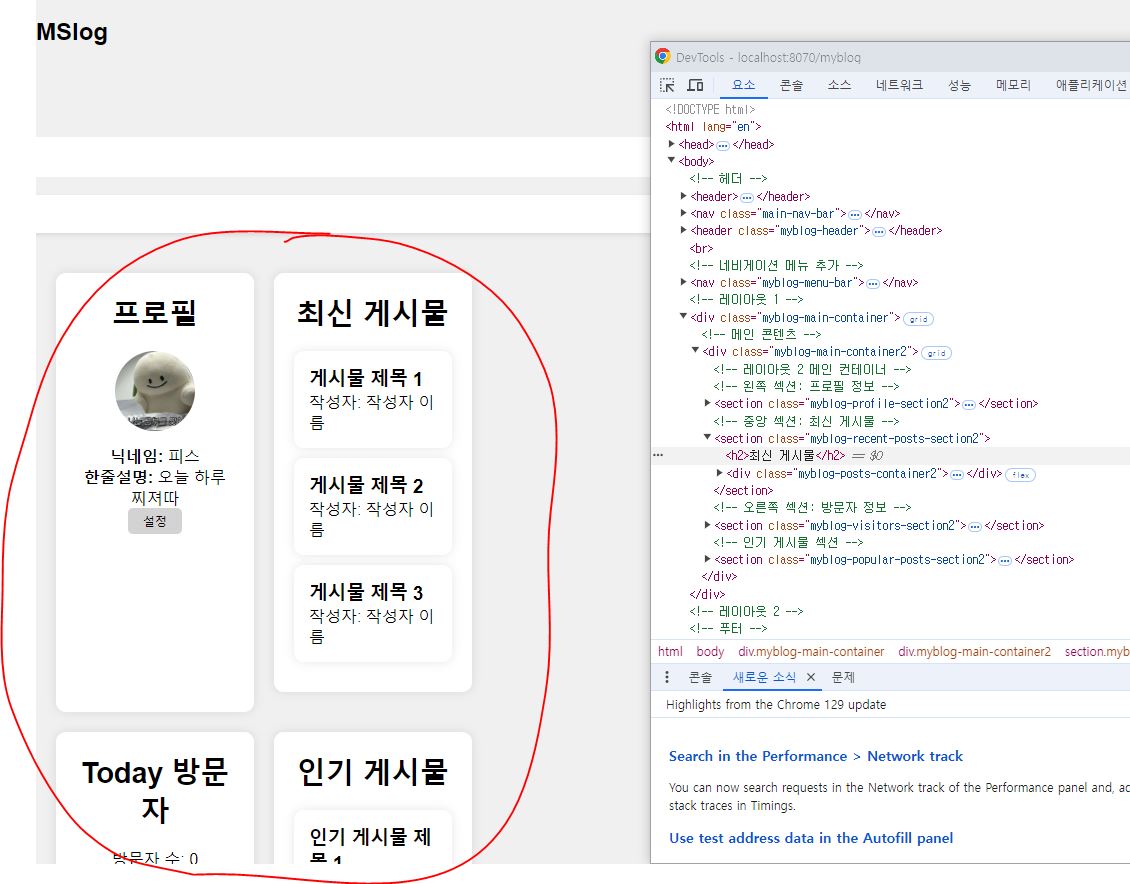 MSlog
프로필
닉네임: 피스
한줄설명: 오늘 하루
찌져따
설정
최신 게시물
게시물 제목 1
작성자: 작성자 이
름
게시물 제목 2
작성자: 작성자 이
름
게시물 제목 3
작성자: 작성자 이
름
Today 방문
자
방문자 수: 0
인기 게시물
인기 게시물 제
목 1
DevTools - localhost:8070/myblog
요소 콘솔 소스 네트워크 성능 메모리 애플리케이션
<!DOCTYPE html>
<html lang="en">
<head> ⋯ </head>
<body>
<!-- 헤더 -->
<header> ⋯ </header>
<nav class="main-nav-bar"> ⋯ </nav>
<header class="myblog-header"> ⋯ </header>
<br>
<!-- 네비게이션 메뉴 추가 -->
<nav class="myblog-menu-bar"> ⋯ </nav>
<!-- 레이아웃 1 -->
<div class="myblog-main-container"> grid
<!-- 메인 콘텐츠 -->
<div class="myblog-main-container2"> grid
<!-- 레이아웃 2 메인 컨테이너 -->
<!-- 왼쪽 섹션: 프로필 정보 -->
<section class="myblog-profile-section2"> ⋯ </section>
<!-- 중앙 섹션: 최신 게시물 -->
<section class="myblog-recent-posts-section2">
<h2>최신 게시물</h2> == $0
<div class="myblog-posts-container2"> ⋯ </div> flex
</section>
<!-- 오른쪽 섹션: 방문자 정보 -->
<section class="myblog-visitors-section2"> ⋯ </section>
<!-- 인기 게시물 섹션 -->
<section class="myblog-popular-posts-section2"> ⋯ </section>
</div>
</div>
<!-- 레이아웃 2 -->
<!-- 푸터 -->
html body div.myblog-main-container div.myblog-main-container2 section.myb
콘솔 새로운 소식 × 문제
Highlights from the Chrome 129 update
Search in the Performance > Network track
You can now search requests in the Network track of the Performance panel and, ac
stack traces in Timings.
Use test address data in the Autofill panel